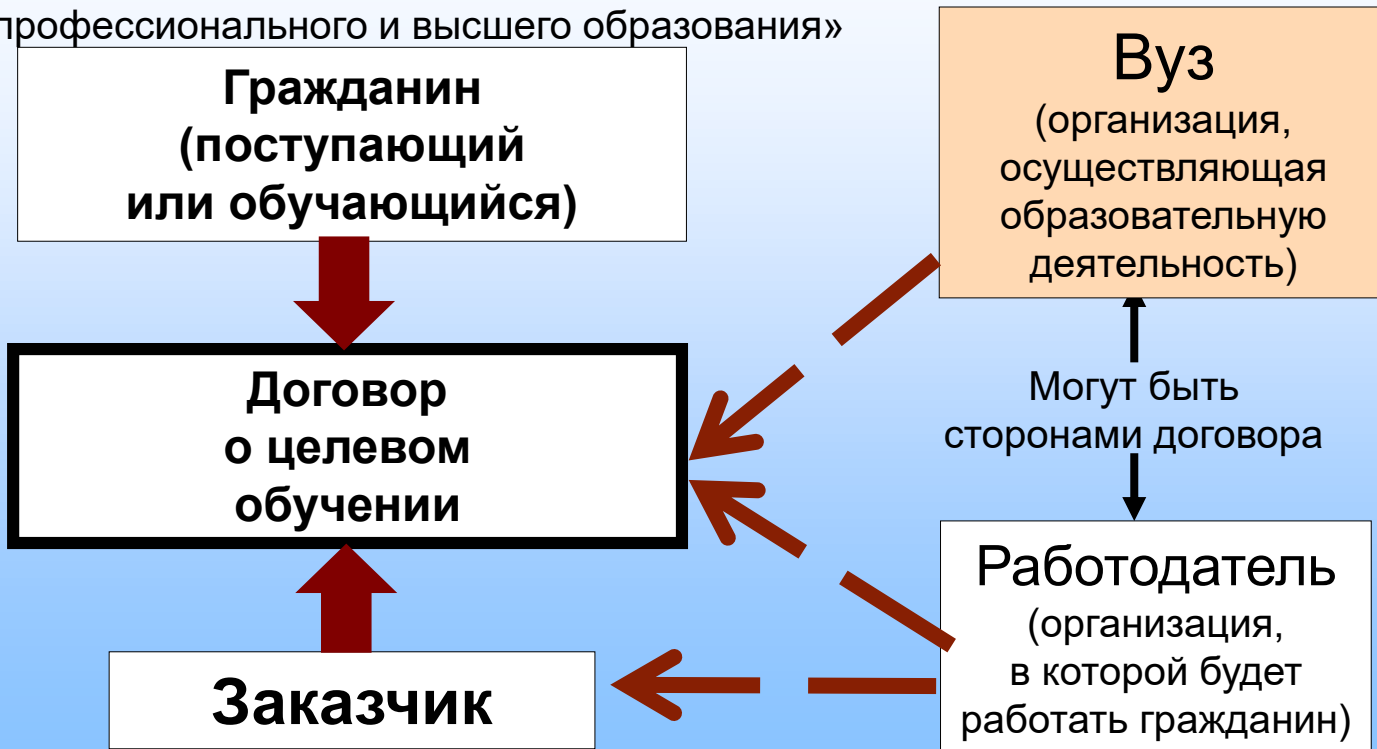 профессионального и высшего образования»
Гражданин
(поступающий
или обучающийся)
Вуз
(организация,
осуществляющая
образовательную
деятельность)
Договор
о целевом
обучении
Могут быть
сторонами договора
Заказчик
Работодатель
(организация,
в которой будет
работать гражданин)